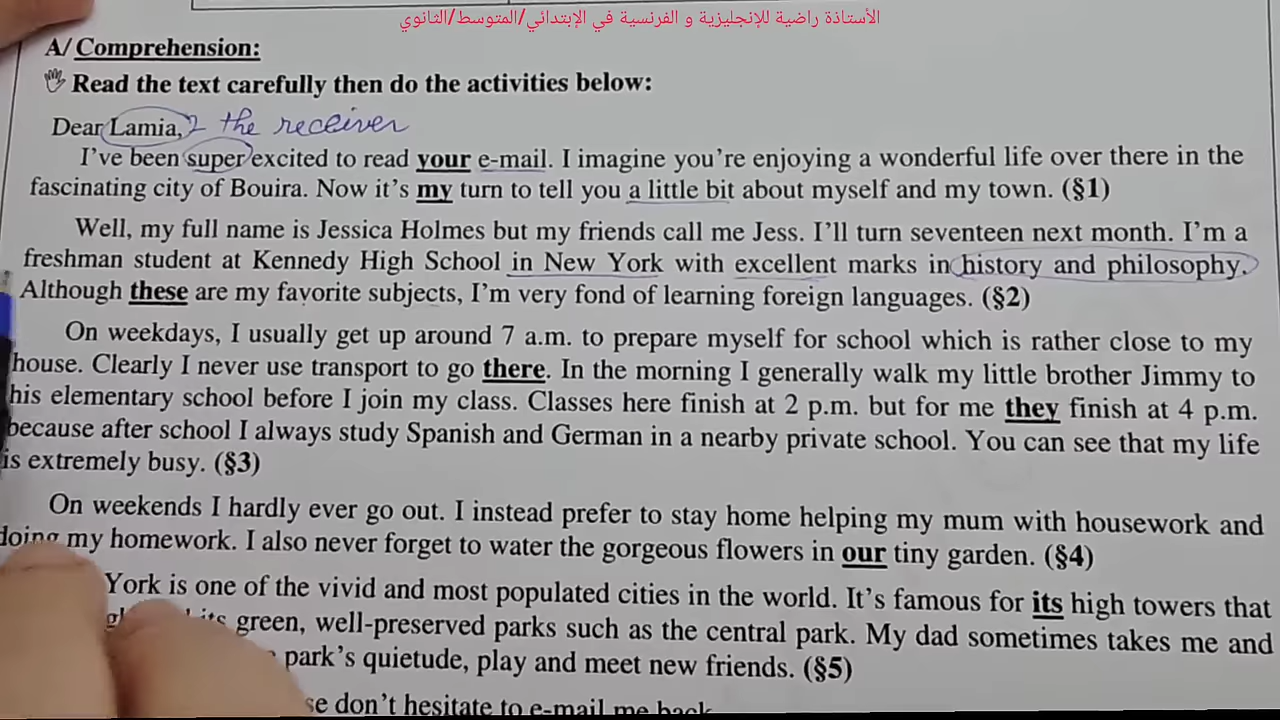 الأستاذة راضية للإنجليزية و الفرنسية في الإبتدائي/المتوسط/الثانوي
A/ Comprehension:
Read the text carefully then do the activities below:
Dear Lamia, the receiver
I've been super excited to read your e-mail. I imagine you're enjoying a wonderful life over there in the
fascinating city of Bouira. Now it's my turn to tell you a little bit about myself and my town. (§1)
Well, my full name is Jessica Holmes but my friends call me Jess. I'll turn seventeen next month. I'm a
freshman student at Kennedy High School in New York with excellent marks in history and philosophy.
Although these are my favorite subjects, I'm very fond of learning foreign languages. (§2)
On weekdays, I usually get up around 7 a.m. to prepare myself for school which is rather close to my
house. Clearly I never use transport to go there. In the morning I generally walk my little brother Jimmy to
his elementary school before I join my class. Classes here finish at 2 p.m. but for me they finish at 4 p.m.
because after school I always study Spanish and German in a nearby private school. You can see that my life
is extremely busy. (§3)
On weekends I hardly ever go out. I instead prefer to stay home helping my mum with housework and
doing my homework. I also never forget to water the gorgeous flowers in our tiny garden. (§4)
York is one of the vivid and most populated cities in the world. It's famous for its high towers that
its green, well-preserved parks such as the central park. My dad sometimes takes me and
park's quietude, play and meet new friends. (§5)
don't hesitate to e-mail me back